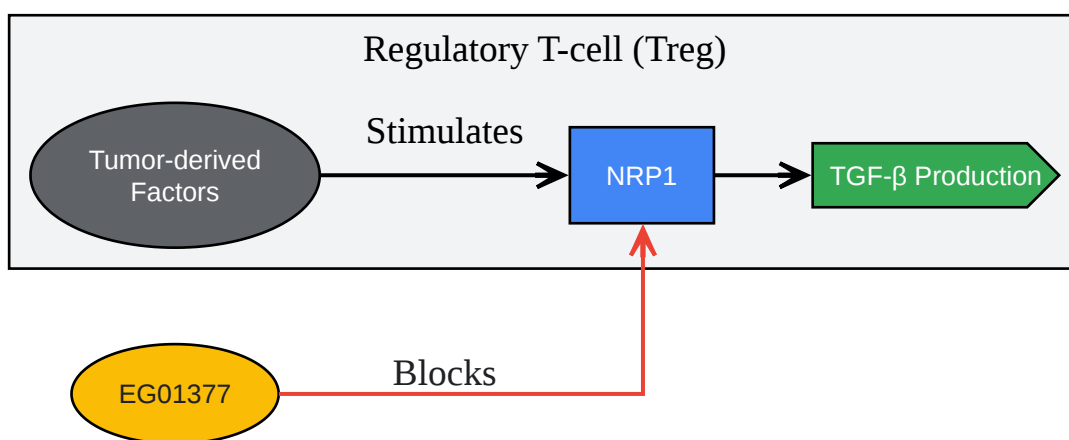 Regulatory T-cell (Treg)
Stimulates
Tumor-derived
Factors
NRP1
TGF-β Production
Blocks
EG01377